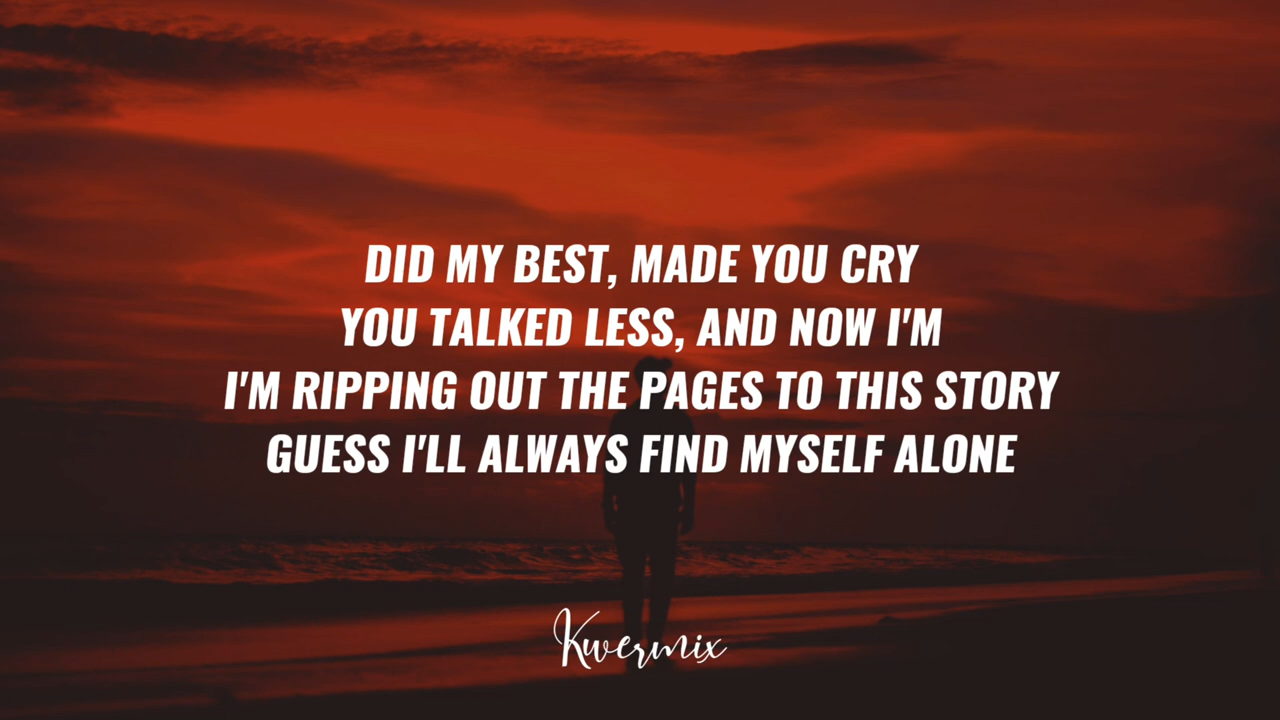 DID MY BEST, MADE YOU CRY
YOU TALKED LESS, AND NOW I'M
I'M RIPPING OUT THE PAGES TO THIS STORY
GUESS I'LL ALWAYS FIND MYSELF ALONE
Kwermix